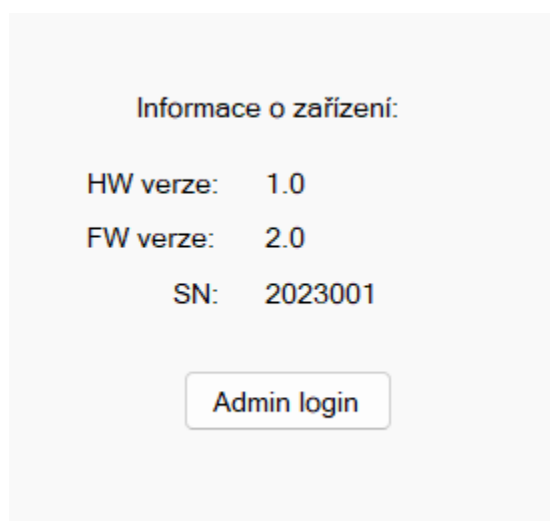 Informace o zařízení:
HW verze: 1.0
FW verze: 2.0
SN: 2023001
Admin login